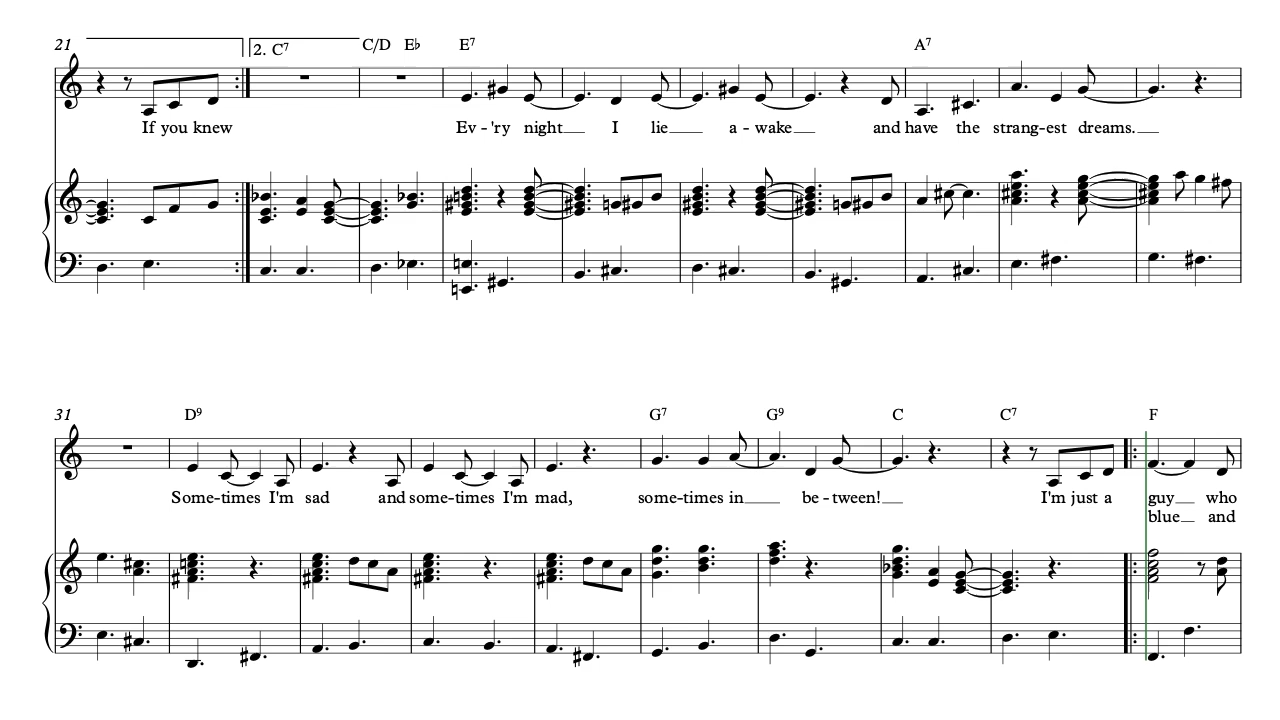 21 2. C7 C/D E♭ E7 A7
If you knew Ev - 'ry night I lie a - wake and have the strang-est dreams.
31 D9 G7 G9 C C7 F
Some-times I'm sad and some-times I'm mad, some-times in be - tween! I'm just a guy who
blue and